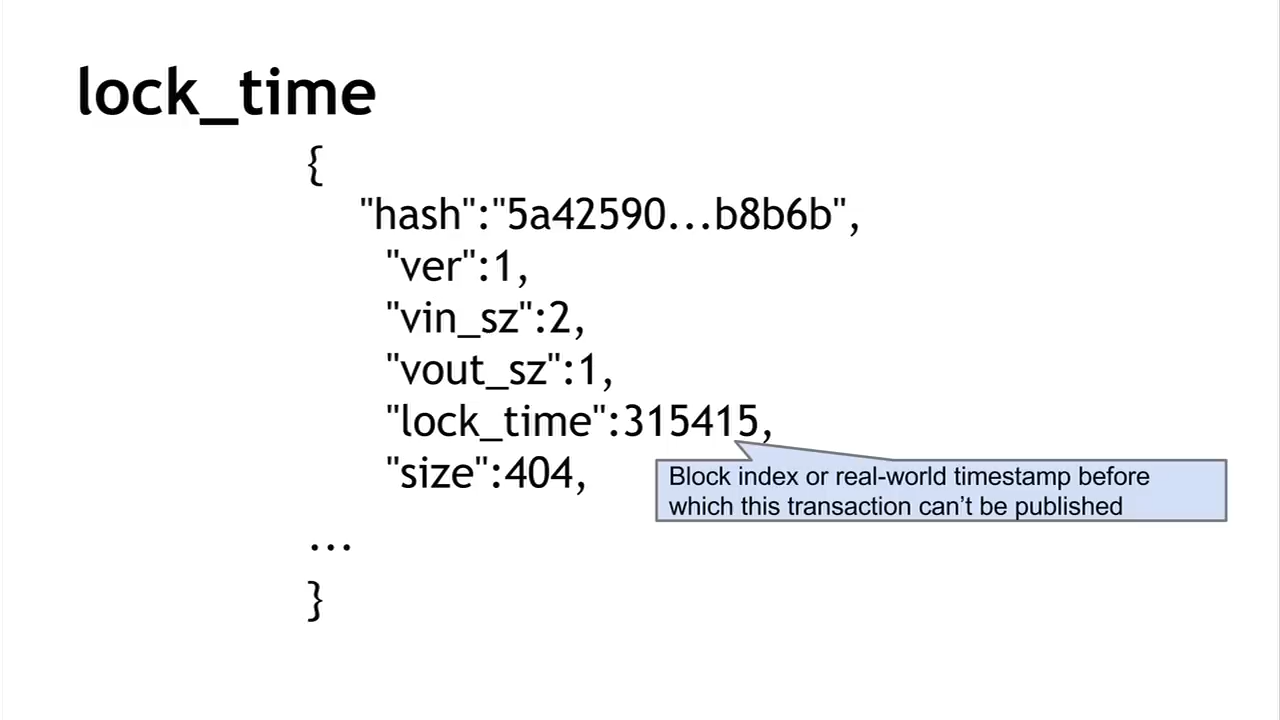 lock_time
{
"hash":"5a42590...b8b6b",
"ver":1,
"vin_sz":2,
"vout_sz":1,
"lock_time":315415,
"size":404,
Block index or real-world timestamp before
which this transaction can’t be published
...
}